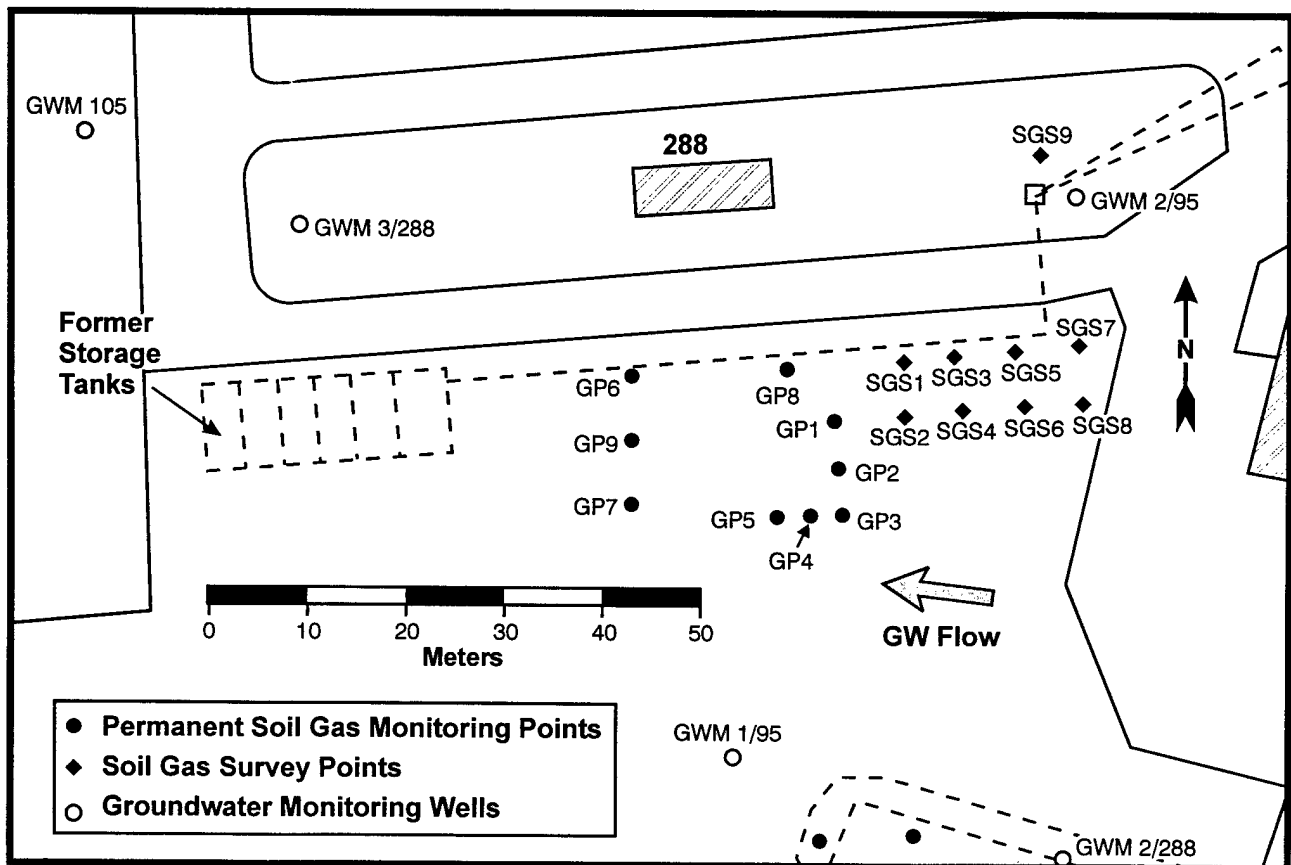 GWM 105
288
SGS9
GWM 3/288
GWM 2/95
Former
Storage
Tanks
SGS7
N
GP6
GP8
SGS1
SGS3
SGS5
GP1
SGS2
SGS4
SGS6
SGS8
GP9
GP2
GP7
GP5
GP3
GP4
0 10 20 30 40 50
Meters
GW Flow
Permanent Soil Gas Monitoring Points
Soil Gas Survey Points
Groundwater Monitoring Wells
GWM 1/95
GWM 2/288